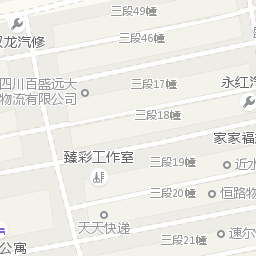 三段49幢
双龙汽修
三段46幢
四川百盛远大
物流有限公司
三段17幢
永红汽
三段18幢
家家福
臻彩工作室
三段19幢
近水
三段20幢
恒路物
天天快递
速尔
三段21幢
公寓